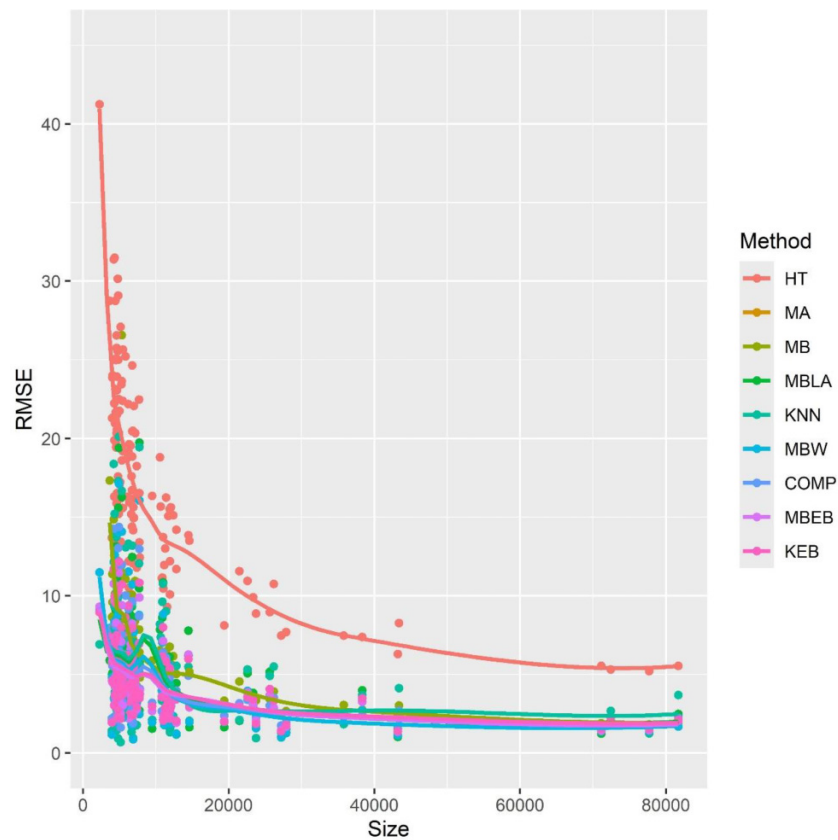 40
30
20
10
0
RMSE
0 20000 40000 60000 80000
Size
Method
HT
MA
MB
MBLA
KNN
MBW
COMP
MBEB
KEB